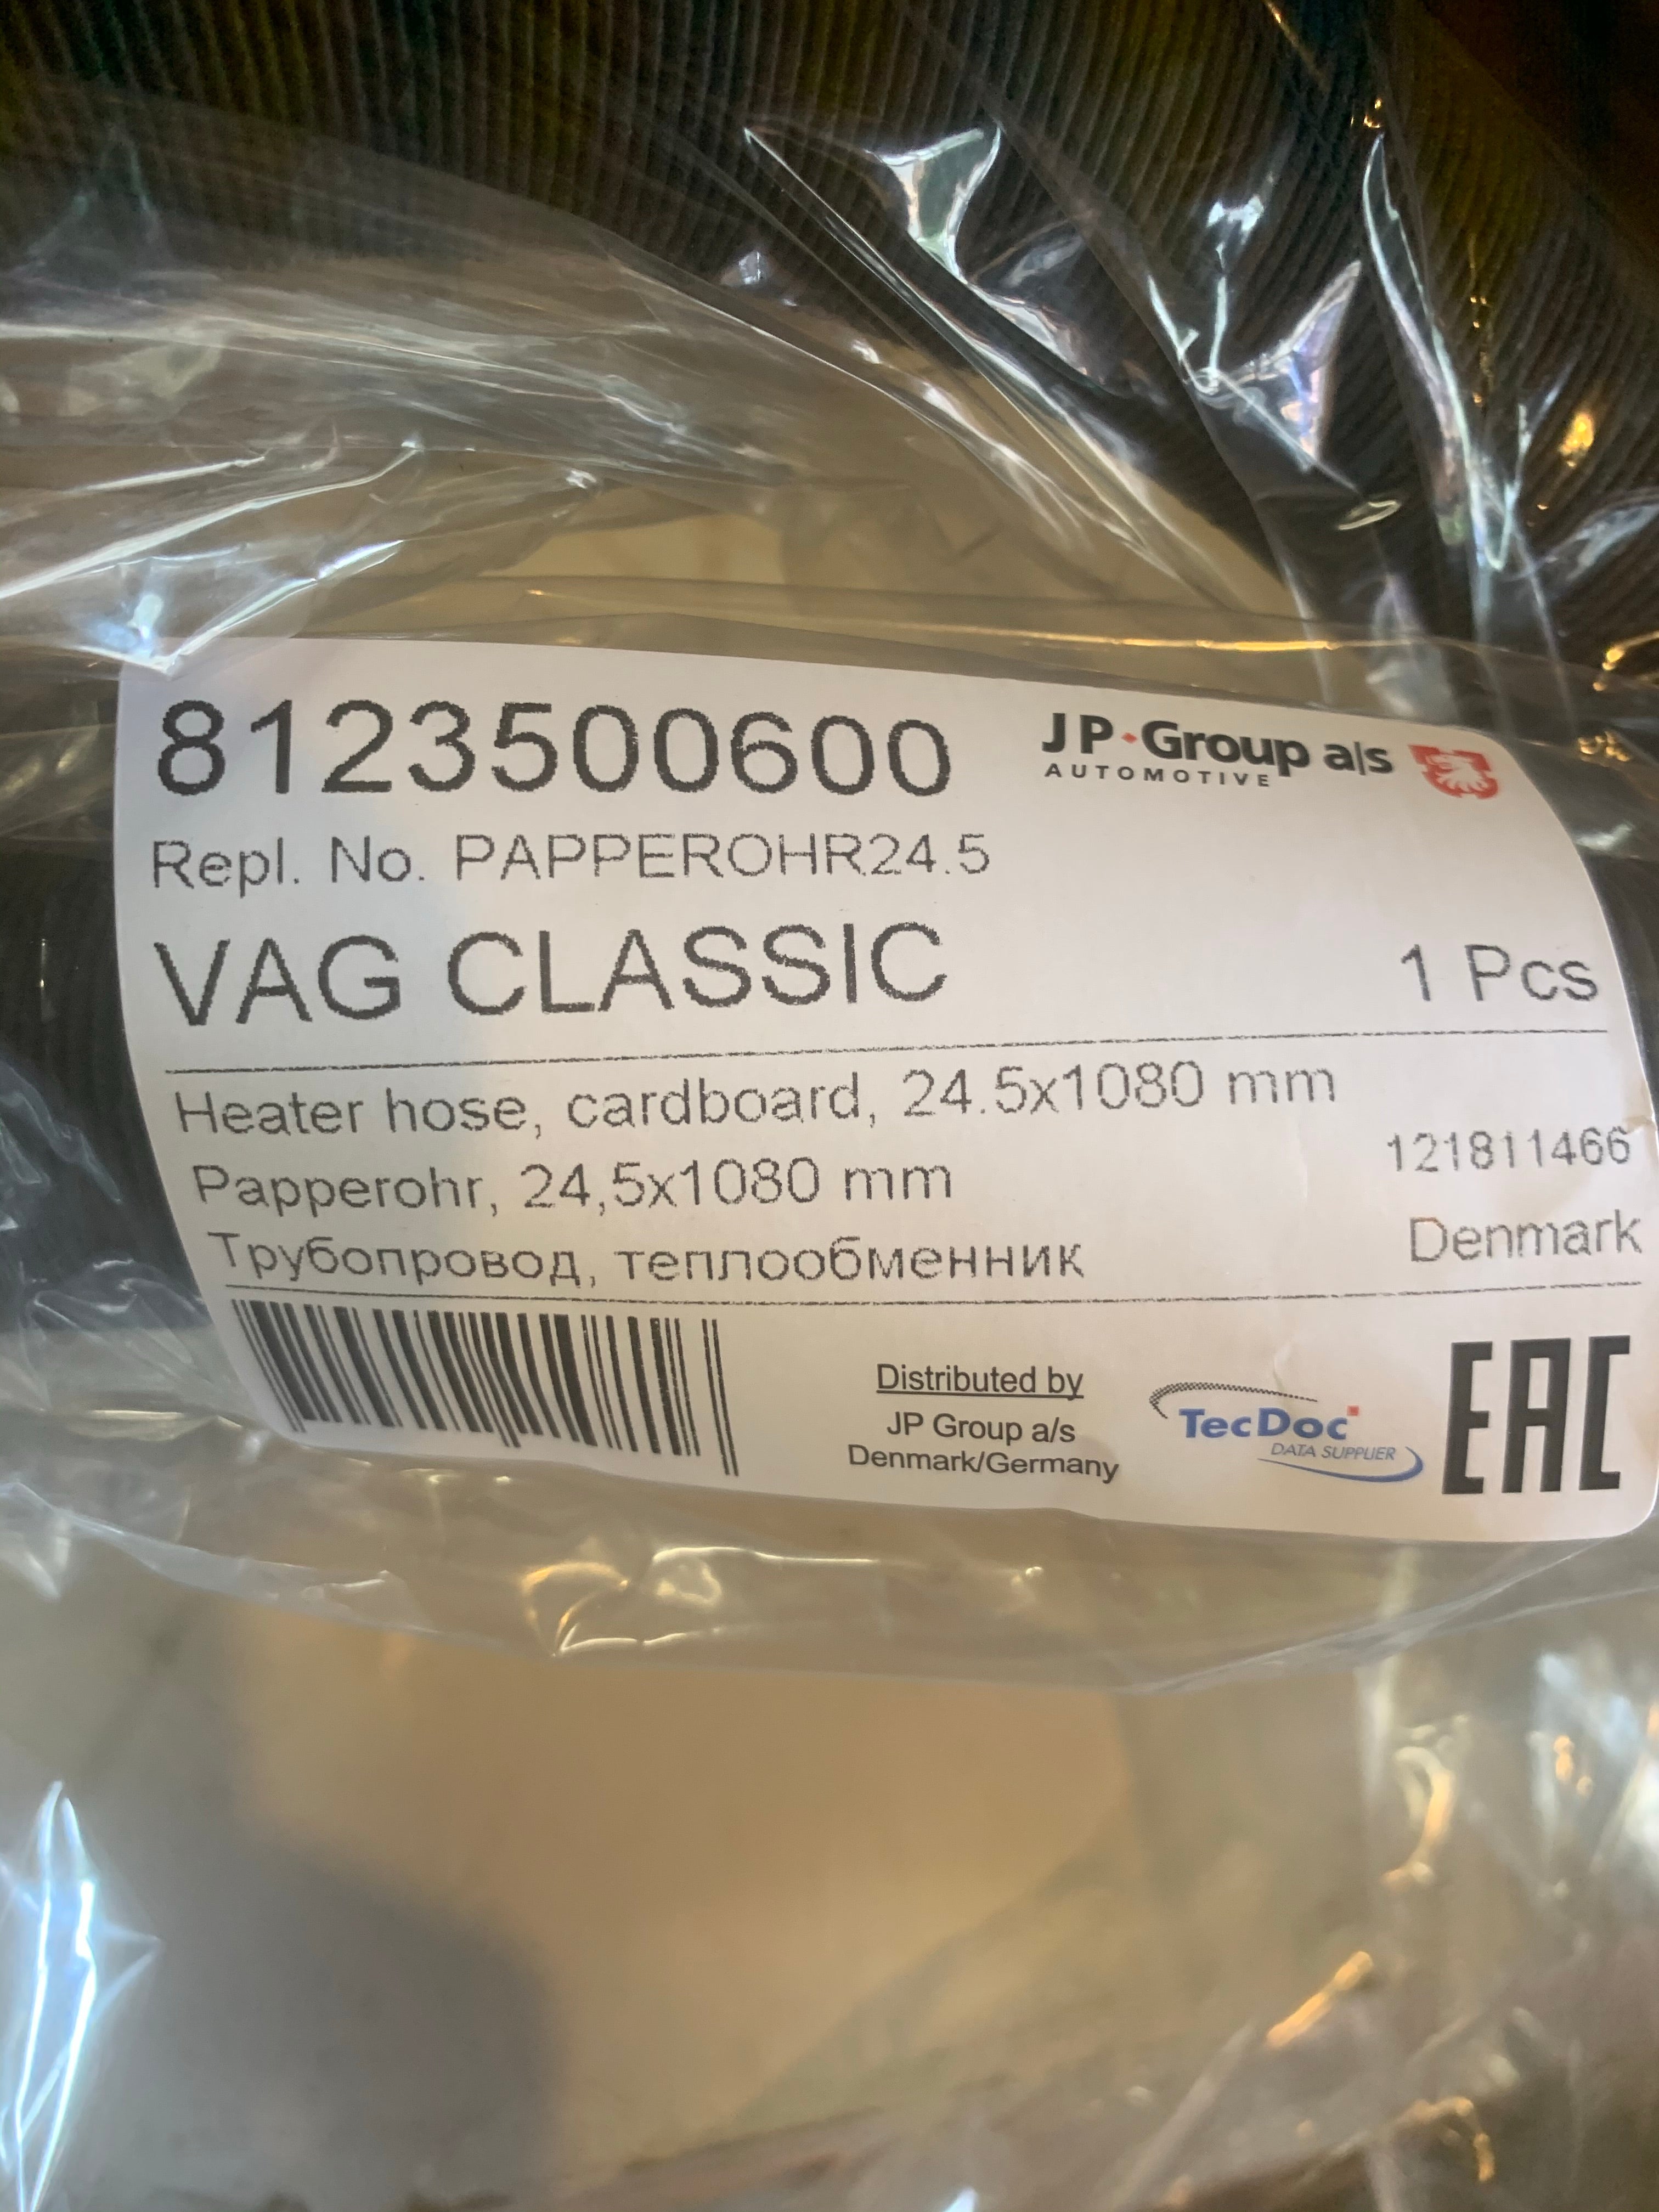 8123500600
JP Group a/s
AUTOMOTIVE
Repl. No. PAPPEROHR24.5
VAG CLASSIC
1 Pcs
Heater hose, cardboard, 24.5x1080 mm
121811466
Papperohr, 24,5x1080 mm
Denmark
Трубопровод, теплообменник
Distributed by
JP Group a/s
Denmark/Germany
TecDoc
DATA SUPPLIER
EAC